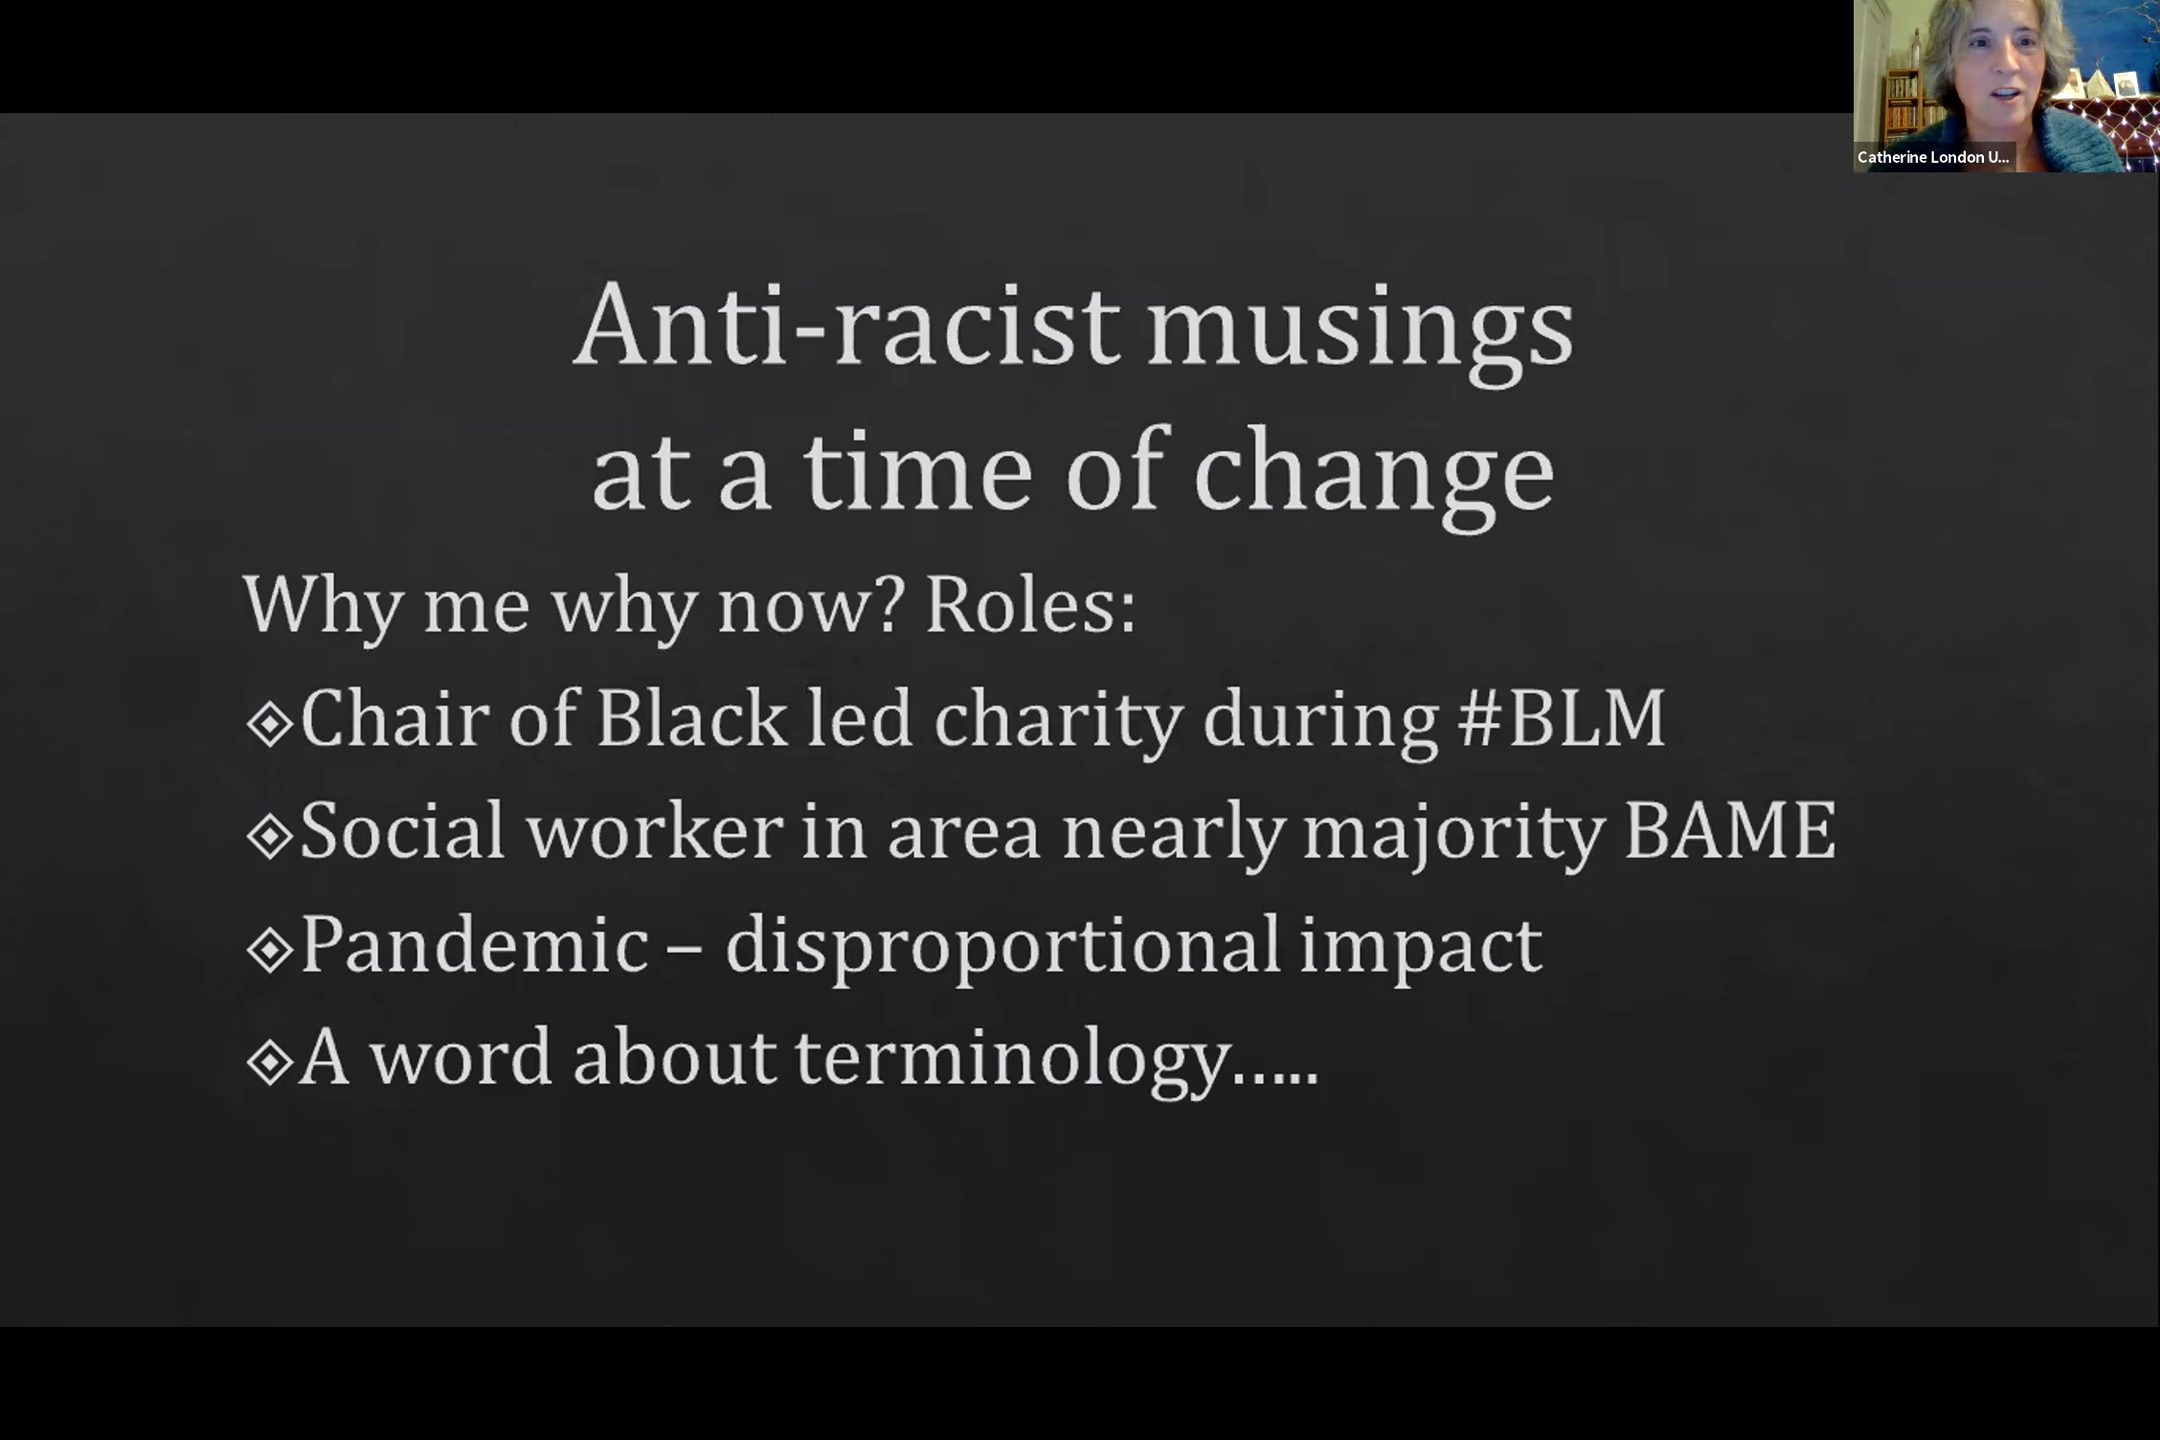 Catherine London U...
Anti-racist musings
at a time of change
Why me why now? Roles:
Chair of Black led charity during #BLM
Social worker in area nearly majority BAME
Pandemic – disproportional impact
A word about terminology…..